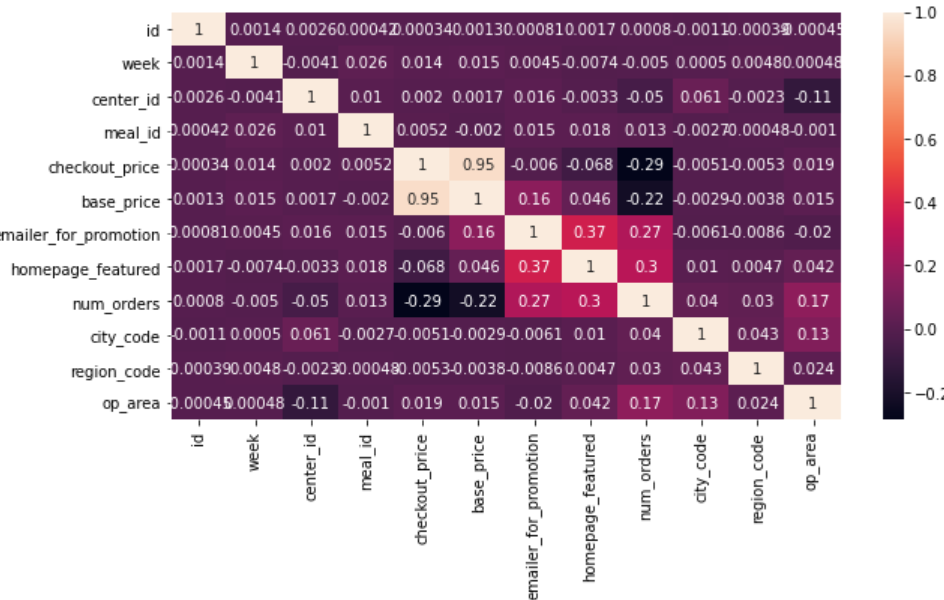 id 1 0.0014 0.0026 0.00042 0.00034 0.0013 0.00081 0.0017 0.0008 -0.0011 -0.00039 -0.00045
week 0.0014 1 -0.0041 0.026 0.014 0.015 0.0045 -0.0074 -0.005 0.0005 0.0048 0.00048
center_id 0.0026 -0.0041 1 0.01 0.002 0.0017 0.016 -0.0033 -0.05 0.061 -0.0023 -0.11
meal_id 0.00042 0.026 0.01 1 0.0052 -0.002 0.015 0.018 0.013 -0.0027 -0.00048 -0.001
checkout_price 0.00034 0.014 0.002 0.0052 1 0.95 -0.006 -0.068 -0.29 -0.0051 -0.0053 0.019
base_price 0.0013 0.015 0.0017 -0.002 0.95 1 0.16 0.046 -0.22 -0.0029 -0.0038 0.015
emailer_for_promotion 0.00081 0.0045 0.016 0.015 -0.006 0.16 1 0.37 0.27 -0.0061 -0.0086 -0.02
homepage_featured 0.0017 -0.0074 -0.0033 0.018 -0.068 0.046 0.37 1 0.3 0.01 0.0047 0.042
num_orders 0.0008 -0.005 -0.05 0.013 -0.29 -0.22 0.27 0.3 1 0.04 0.03 0.17
city_code -0.0011 0.0005 0.061 -0.0027 -0.0051 -0.0029 -0.0061 0.01 0.04 1 0.043 0.13
region_code -0.00039 0.0048 -0.0023 -0.00048 -0.0053 -0.0038 -0.0086 0.0047 0.03 0.043 1 0.024
op_area -0.00045 0.00048 -0.11 -0.001 0.019 0.015 -0.02 0.042 0.17 0.13 0.024 1
id week center_id meal_id checkout_price base_price emailer_for_promotion homepage_featured num_orders city_code region_code op_area
1.0
0.8
0.6
0.4
0.2
0.0
−0.2